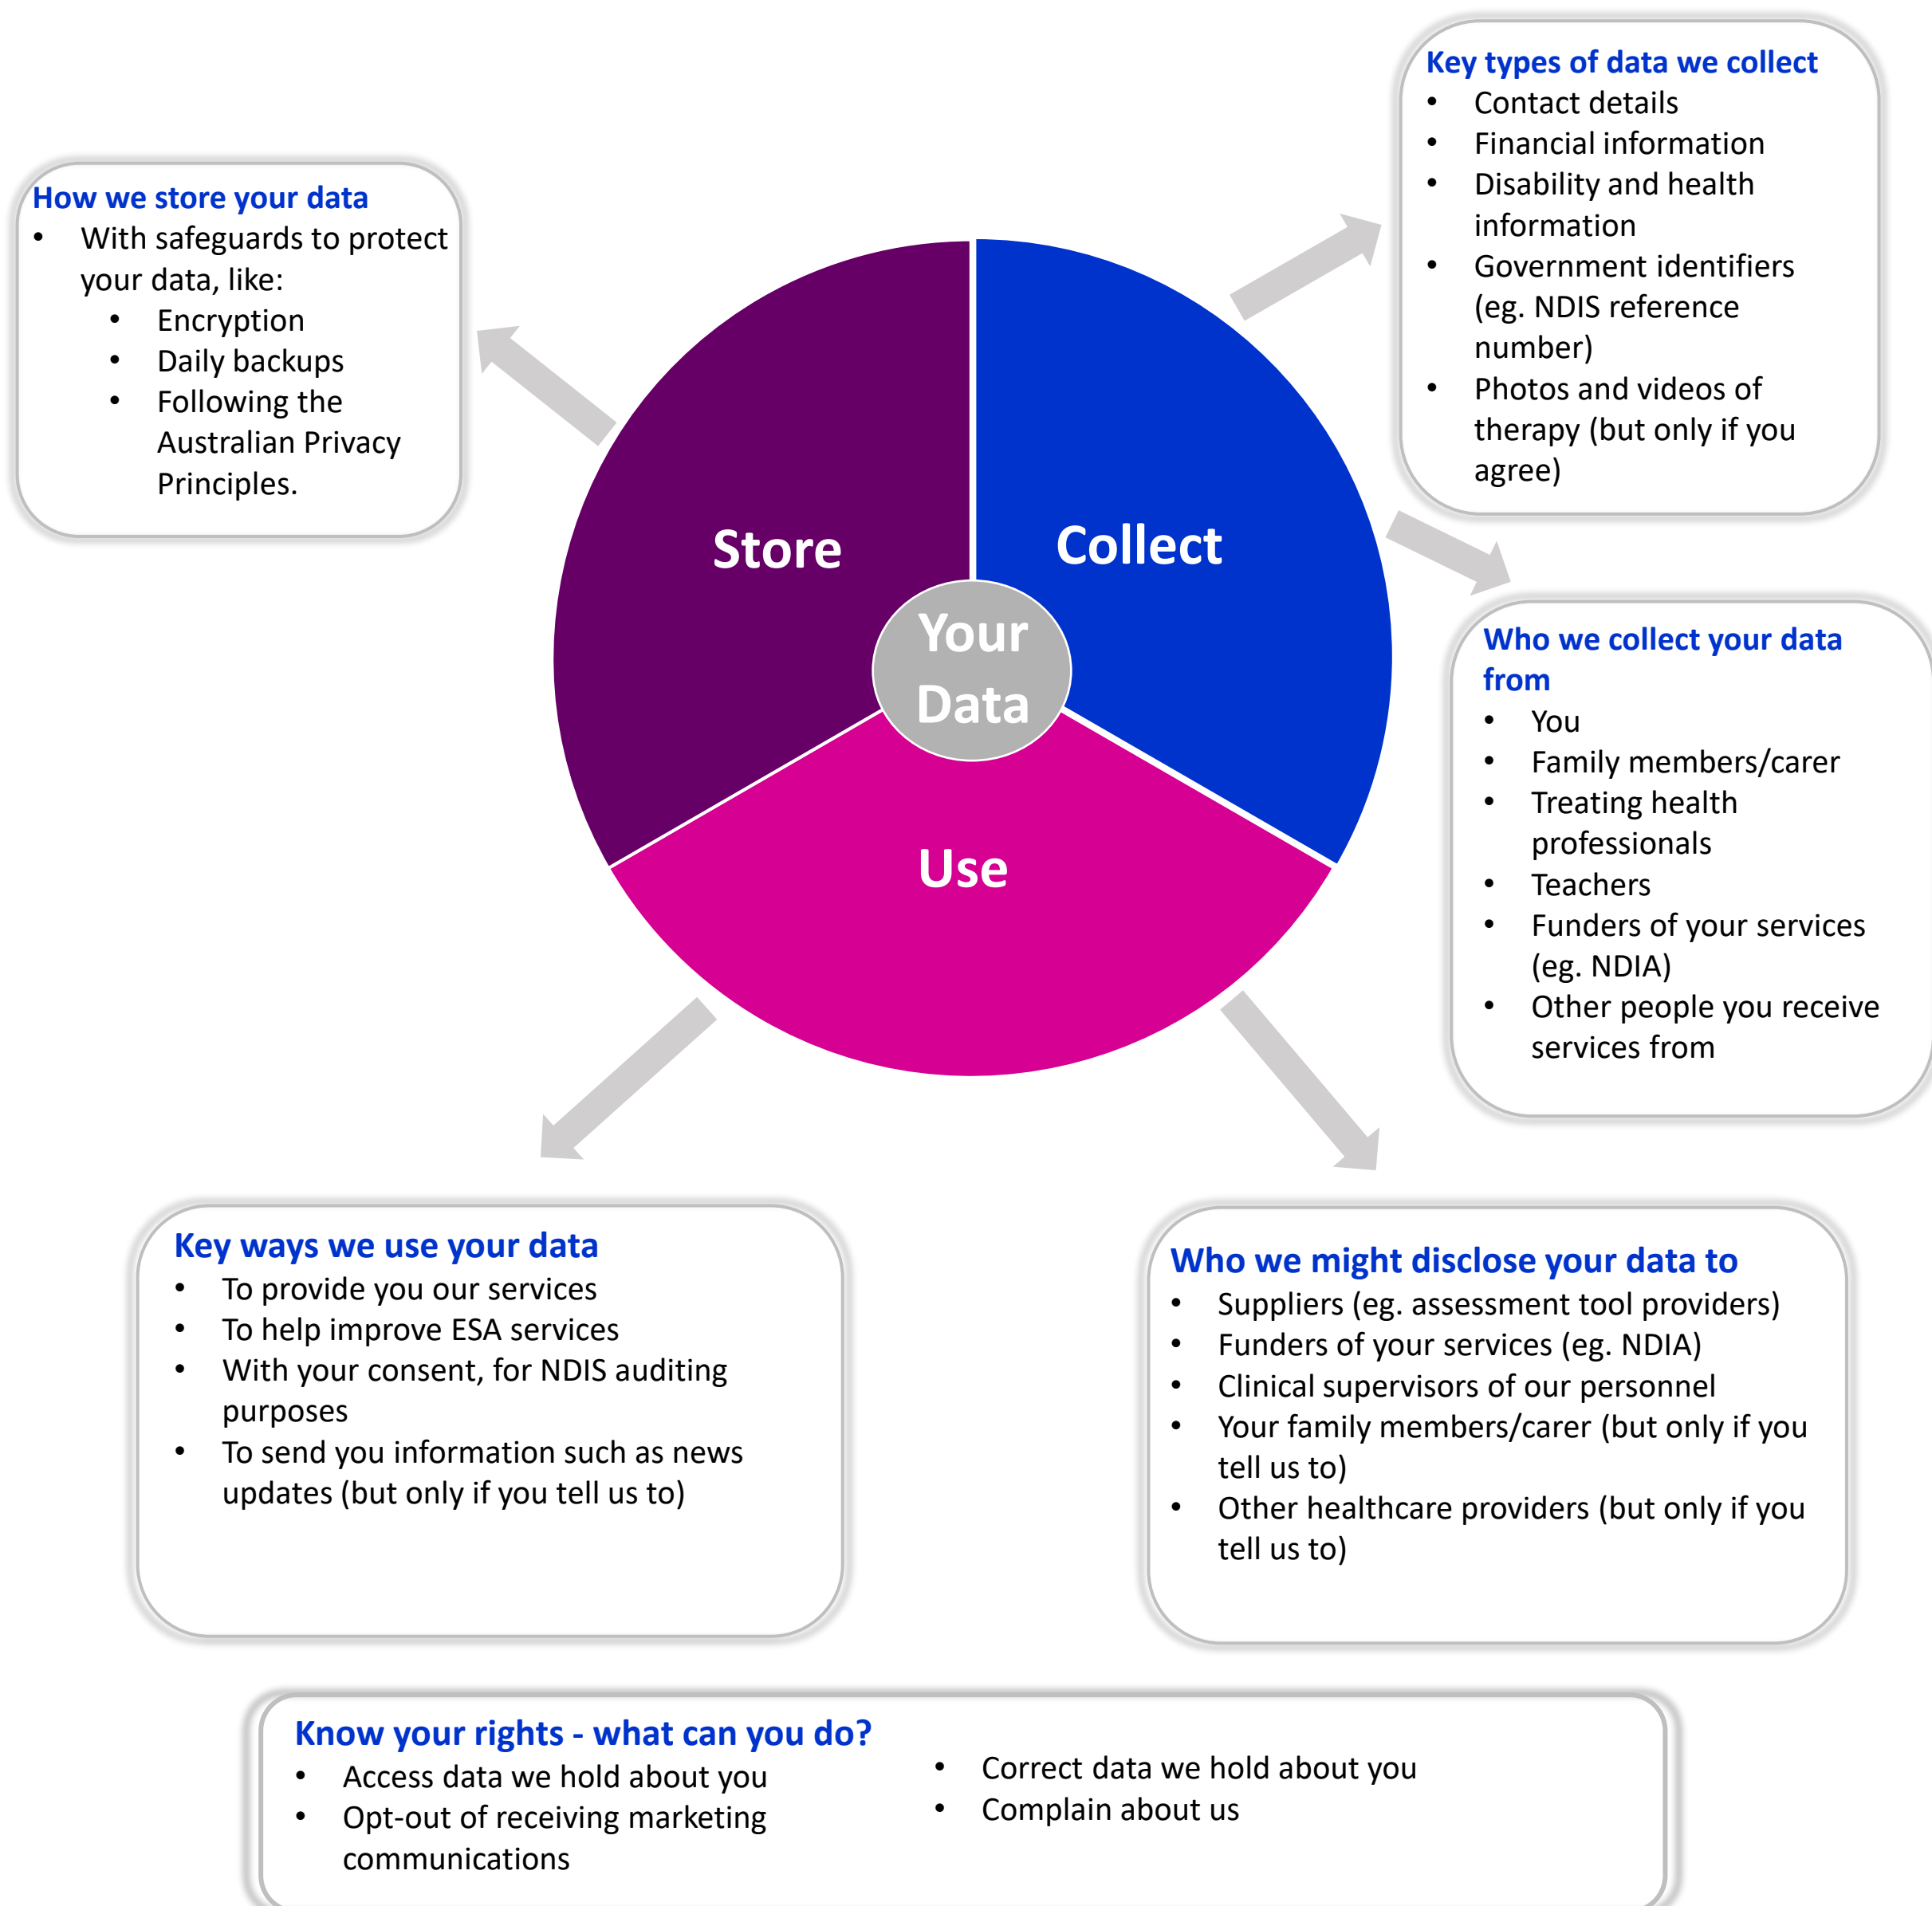 Key types of data we collect
• Contact details
• Financial information
• Disability and health
information
• Government identifiers
(eg. NDIS reference
number)
• Photos and videos of
therapy (but only if you
agree)
How we store your data
• With safeguards to protect
your data, like:
• Encryption
• Daily backups
• Following the
Australian Privacy
Principles.
Store
Collect
Your
Data
Use
Who we collect your data
from
• You
• Family members/carer
• Treating health
professionals
• Teachers
• Funders of your services
(eg. NDIA)
• Other people you receive
services from
Key ways we use your data
• To provide you our services
• To help improve ESA services
• With your consent, for NDIS auditing
purposes
• To send you information such as news
updates (but only if you tell us to)
Who we might disclose your data to
• Suppliers (eg. assessment tool providers)
• Funders of your services (eg. NDIA)
• Clinical supervisors of our personnel
• Your family members/carer (but only if you
tell us to)
• Other healthcare providers (but only if you
tell us to)
Know your rights - what can you do?
• Access data we hold about you
• Opt-out of receiving marketing
communications
• Correct data we hold about you
• Complain about us